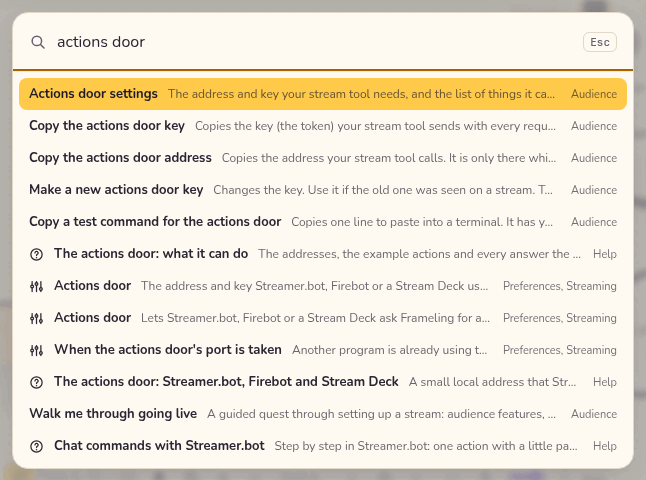 actions door
Esc
Actions door settings The address and key your stream tool needs, and the list of things it ca... Audience
Copy the actions door key Copies the key (the token) your stream tool sends with every requ... Audience
Copy the actions door address Copies the address your stream tool calls. It is only there whi... Audience
Make a new actions door key Changes the key. Use it if the old one was seen on a stream. T... Audience
Copy a test command for the actions door Copies one line to paste into a terminal. It has y... Audience
The actions door: what it can do The addresses, the example actions and every answer the ... Help
Actions door The address and key Streamer.bot, Firebot or a Stream Deck us... Preferences, Streaming
Actions door Lets Streamer.bot, Firebot or a Stream Deck ask Frameling for a... Preferences, Streaming
When the actions door's port is taken Another program is already using t... Preferences, Streaming
The actions door: Streamer.bot, Firebot and Stream Deck A small local address that Str... Help
Walk me through going live A guided quest through setting up a stream: audience features, ... Audience
Chat commands with Streamer.bot Step by step in Streamer.bot: one action with a little pa... Help